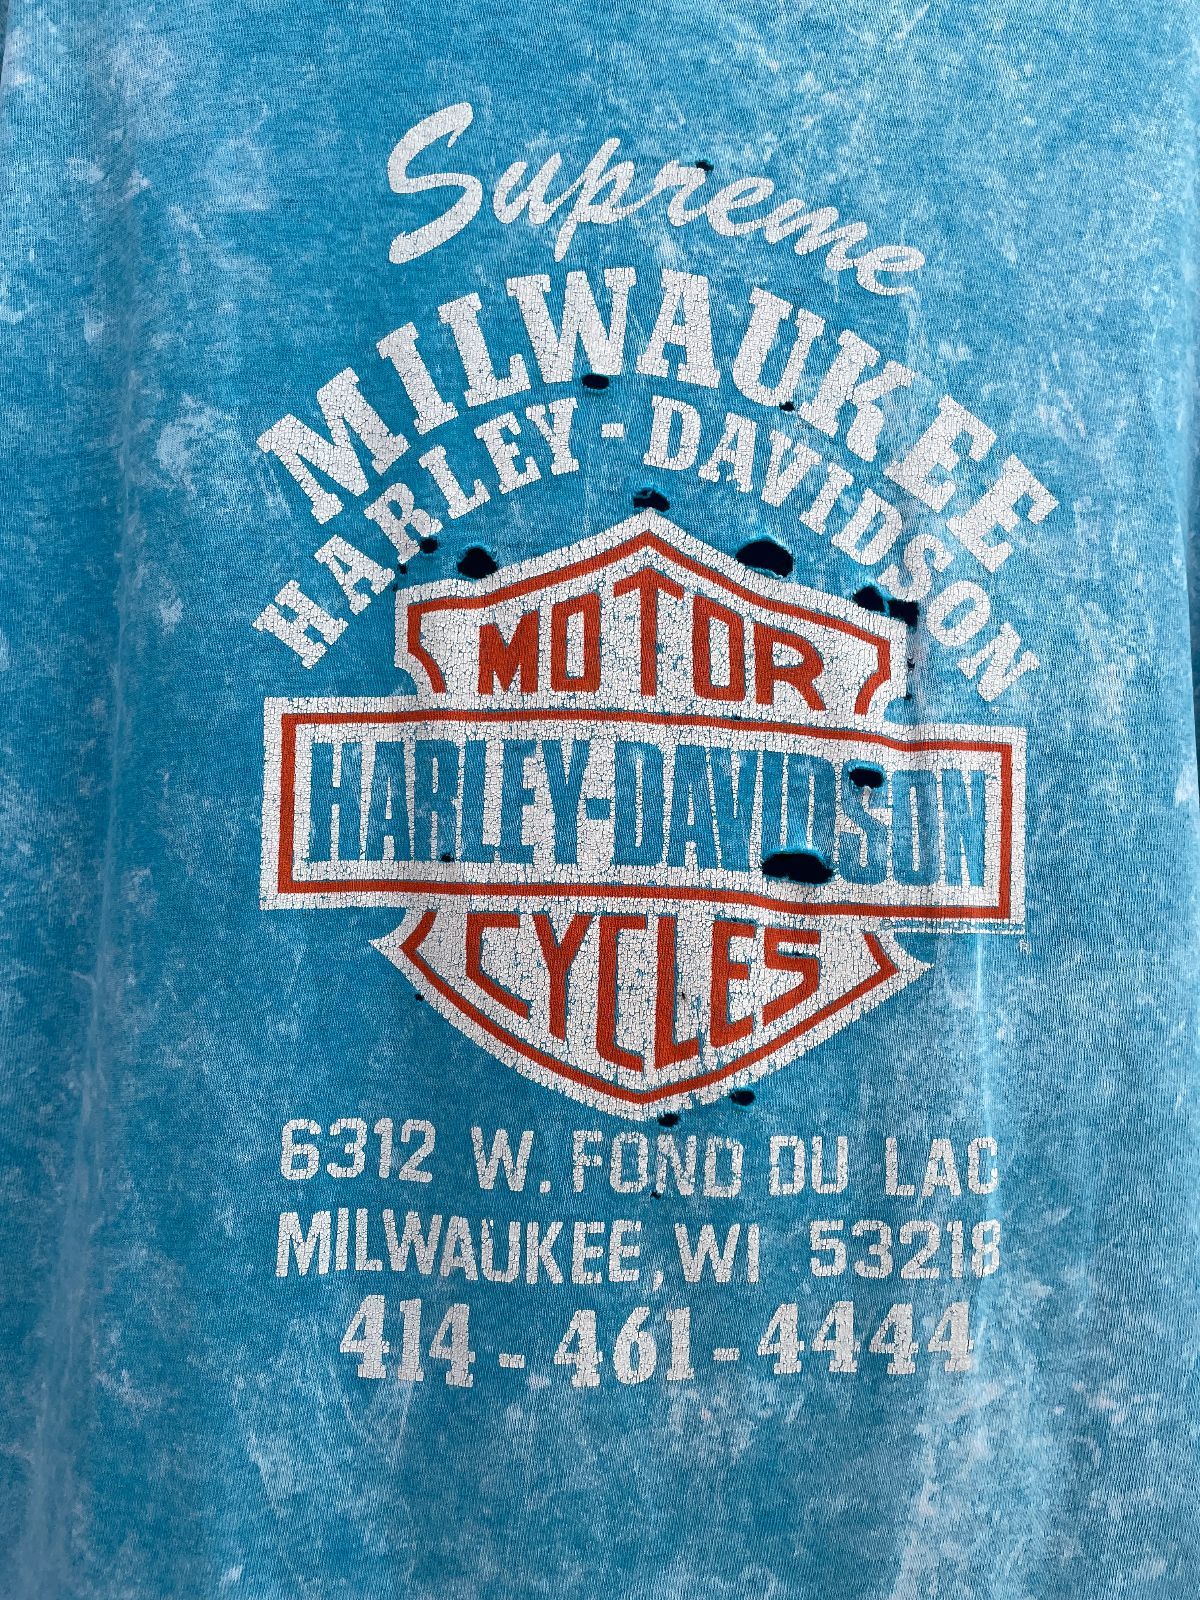 Supreme
MILWAUKEE
HARLEY-DAVIDSON
MOTOR
HARLEY-DAVIDSON
CYCLES
6312 W. FOND DU LAC
MILWAUKEE, WI 53218
414-461-4444